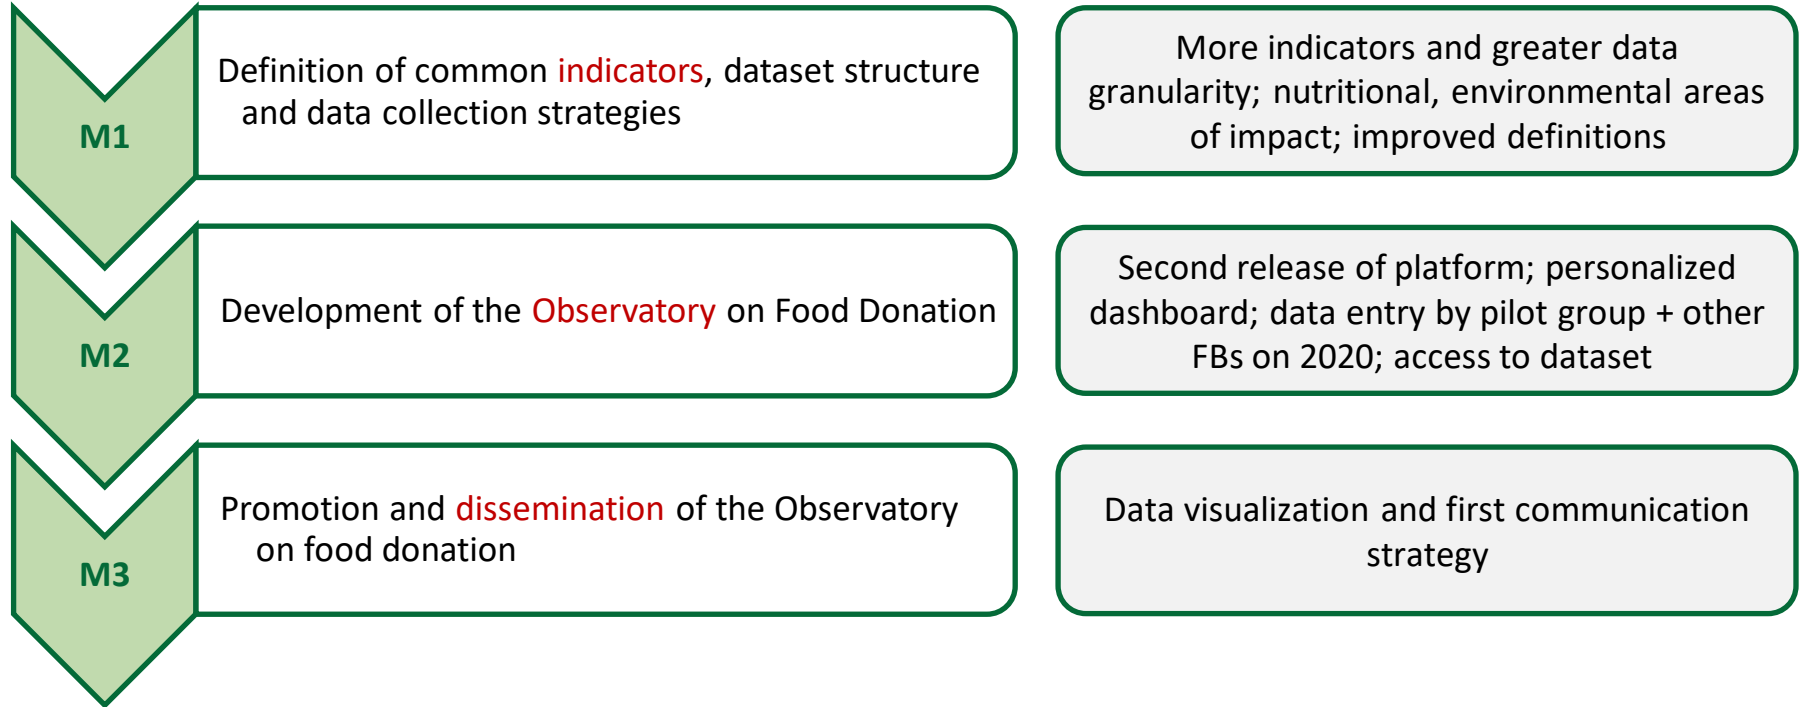 M1
Definition of common indicators, dataset structure
and data collection strategies
More indicators and greater data
granularity; nutritional, environmental areas
of impact; improved definitions
M2
Development of the Observatory on Food Donation
Second release of platform; personalized
dashboard; data entry by pilot group + other
FBs on 2020; access to dataset
M3
Promotion and dissemination of the Observatory
on food donation
Data visualization and first communication
strategy